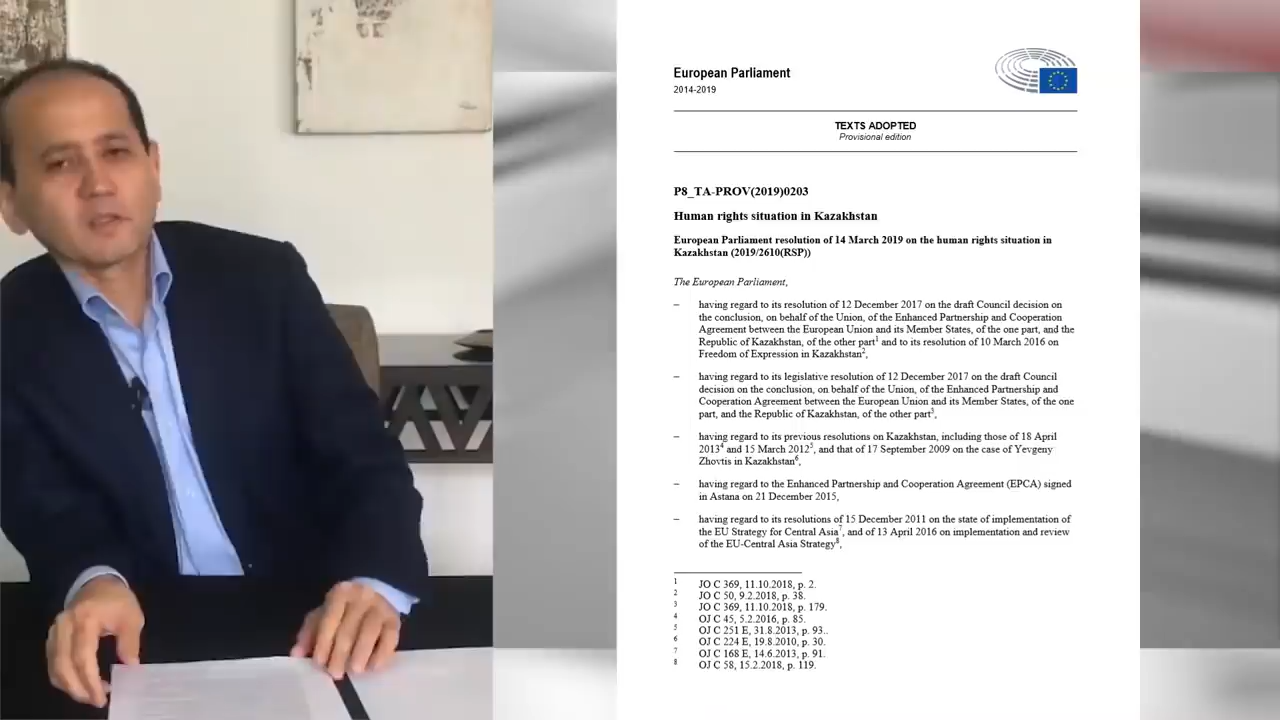 European Parliament
2014-2019
TEXTS ADOPTED
Provisional edition
P8_TA-PROV(2019)0203
Human rights situation in Kazakhstan
European Parliament resolution of 14 March 2019 on the human rights situation in
Kazakhstan (2019/2610(RSP))
The European Parliament,
– having regard to its resolution of 12 December 2017 on the draft Council decision on
the conclusion, on behalf of the Union, of the Enhanced Partnership and Cooperation
Agreement between the European Union and its Member States, of the one part, and the
Republic of Kazakhstan, of the other part¹ and to its resolution of 10 March 2016 on
Freedom of Expression in Kazakhstan²,
– having regard to its legislative resolution of 12 December 2017 on the draft Council
decision on the conclusion, on behalf of the Union, of the Enhanced Partnership and
Cooperation Agreement between the European Union and its Member States, of the one
part, and the Republic of Kazakhstan, of the other part³,
– having regard to its previous resolutions on Kazakhstan, including those of 18 April
2013⁴ and 15 March 2012⁵, and that of 17 September 2009 on the case of Yevgeny
Zhovtis in Kazakhstan⁶,
– having regard to the Enhanced Partnership and Cooperation Agreement (EPCA) signed
in Astana on 21 December 2015,
– having regard to its resolutions of 15 December 2011 on the state of implementation of
the EU Strategy for Central Asia⁷, and of 13 April 2016 on implementation and review
of the EU-Central Asia Strategy⁸,
1 JO C 369, 11.10.2018, p. 2.
2 JO C 50, 9.2.2018, p. 38.
3 JO C 369, 11.10.2018, p. 179.
4 OJ C 45, 5.2.2016, p. 85.
5 OJ C 251 E, 31.8.2013, p. 93..
6 OJ C 224 E, 19.8.2010, p. 30.
7 OJ C 168 E, 14.6.2013, p. 91.
8 OJ C 58, 15.2.2018, p. 119.